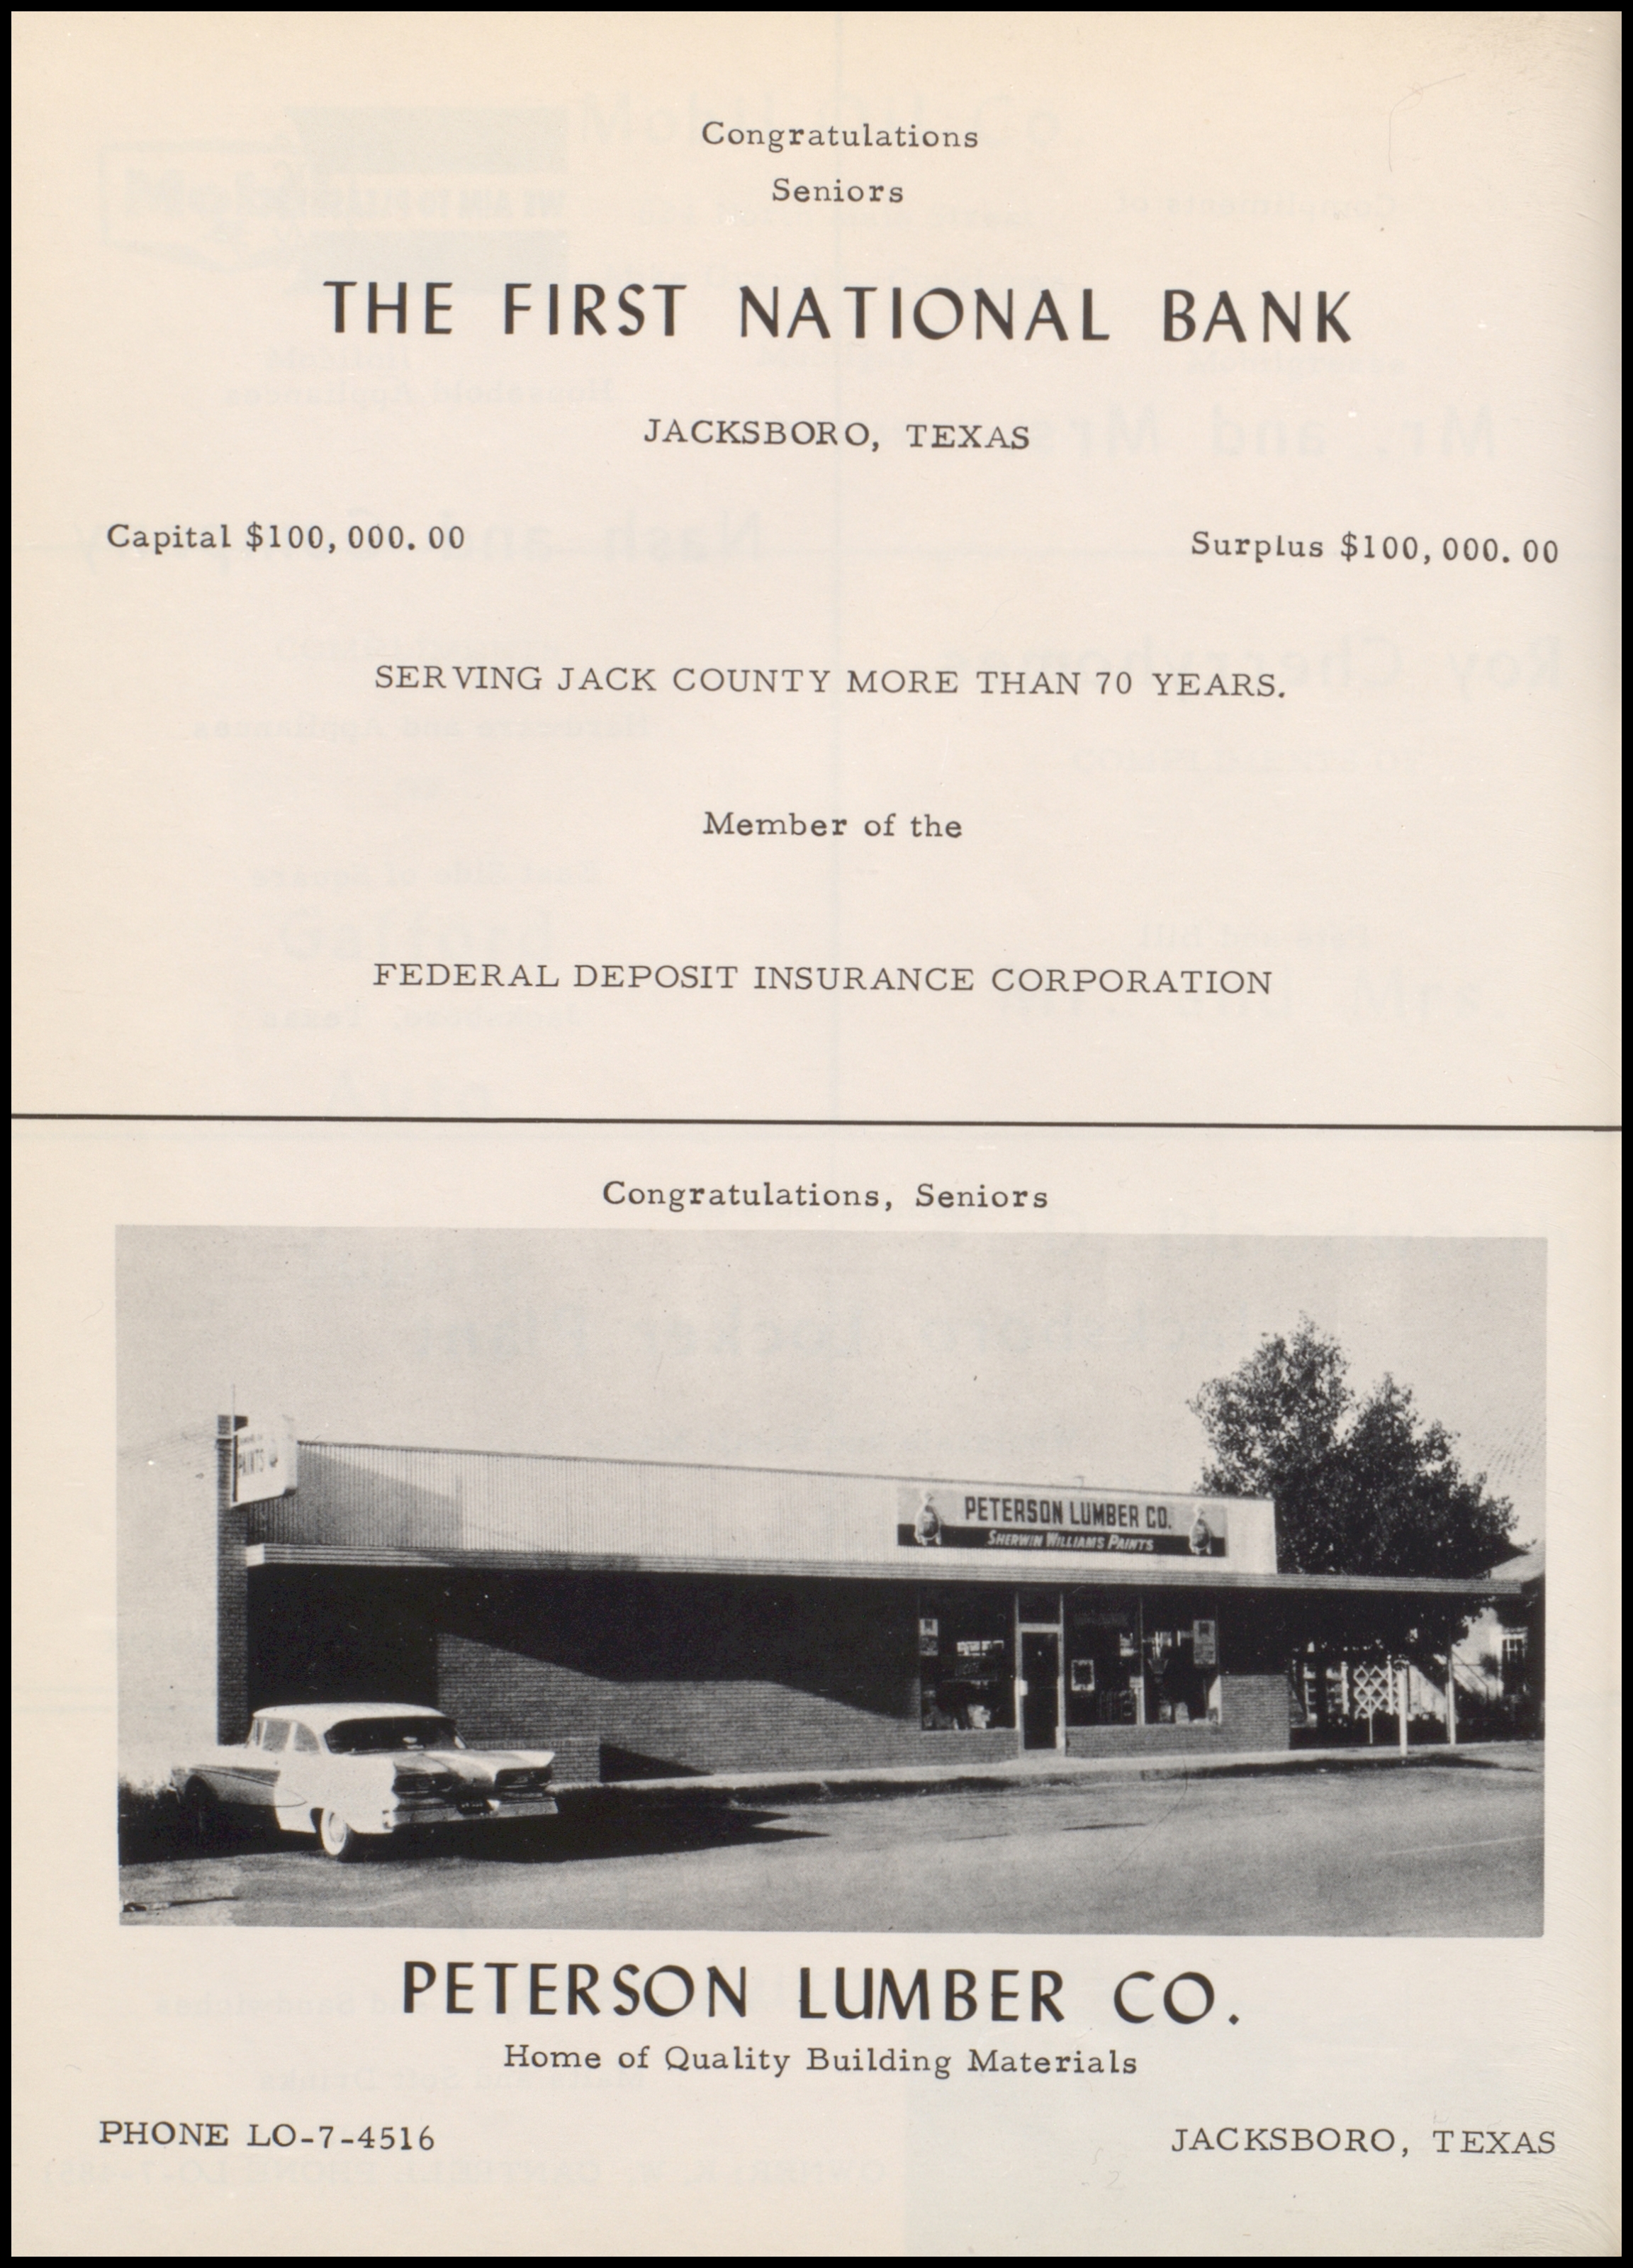 Congratulations
Seniors
THE FIRST NATIONAL BANK
JACKSBORO, TEXAS
Capital $100,000.00 Surplus $100,000.00
SERVING JACK COUNTY MORE THAN 70 YEARS.
Member of the
FEDERAL DEPOSIT INSURANCE CORPORATION
Congratulations, Seniors
PAINTS
PETERSON LUMBER CO.
SHERWIN WILLIAMS PAINTS
PETERSON LUMBER CO.
Home of Quality Building Materials
PHONE LO-7-4516 JACKSBORO, TEXAS